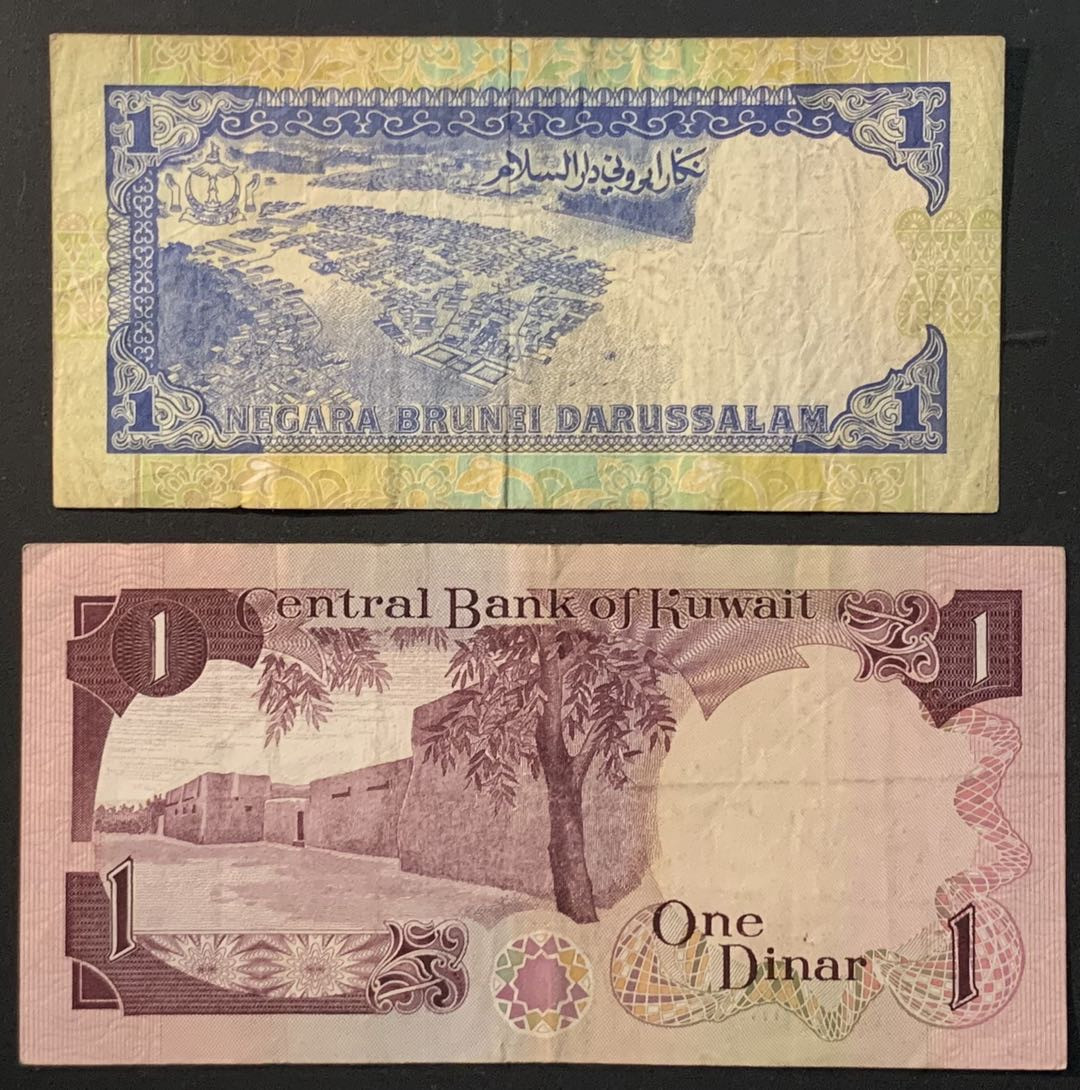 1 1
نڬارا بروني دارالسلام
1 NEGARA BRUNEI DARUSSALAM 1
1 Central Bank of Kuwait 1
1 One
Dinar 1